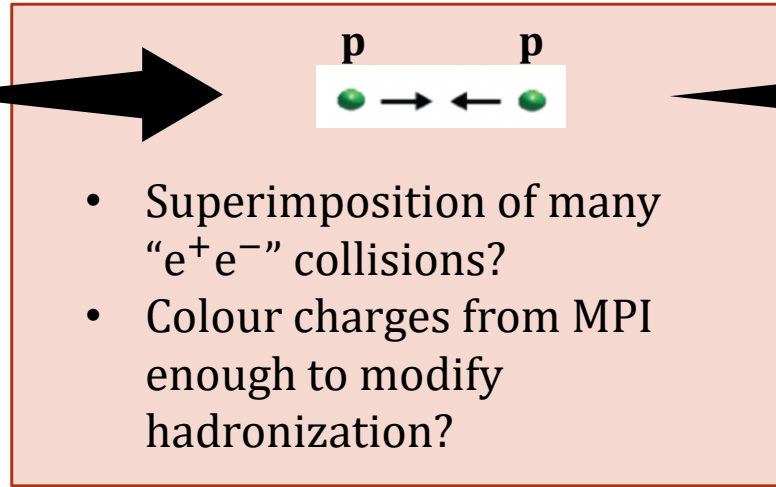 p p
• Superimposition of many
“e⁺e⁻” collisions?
• Colour charges from MPI
enough to modify
hadronization?